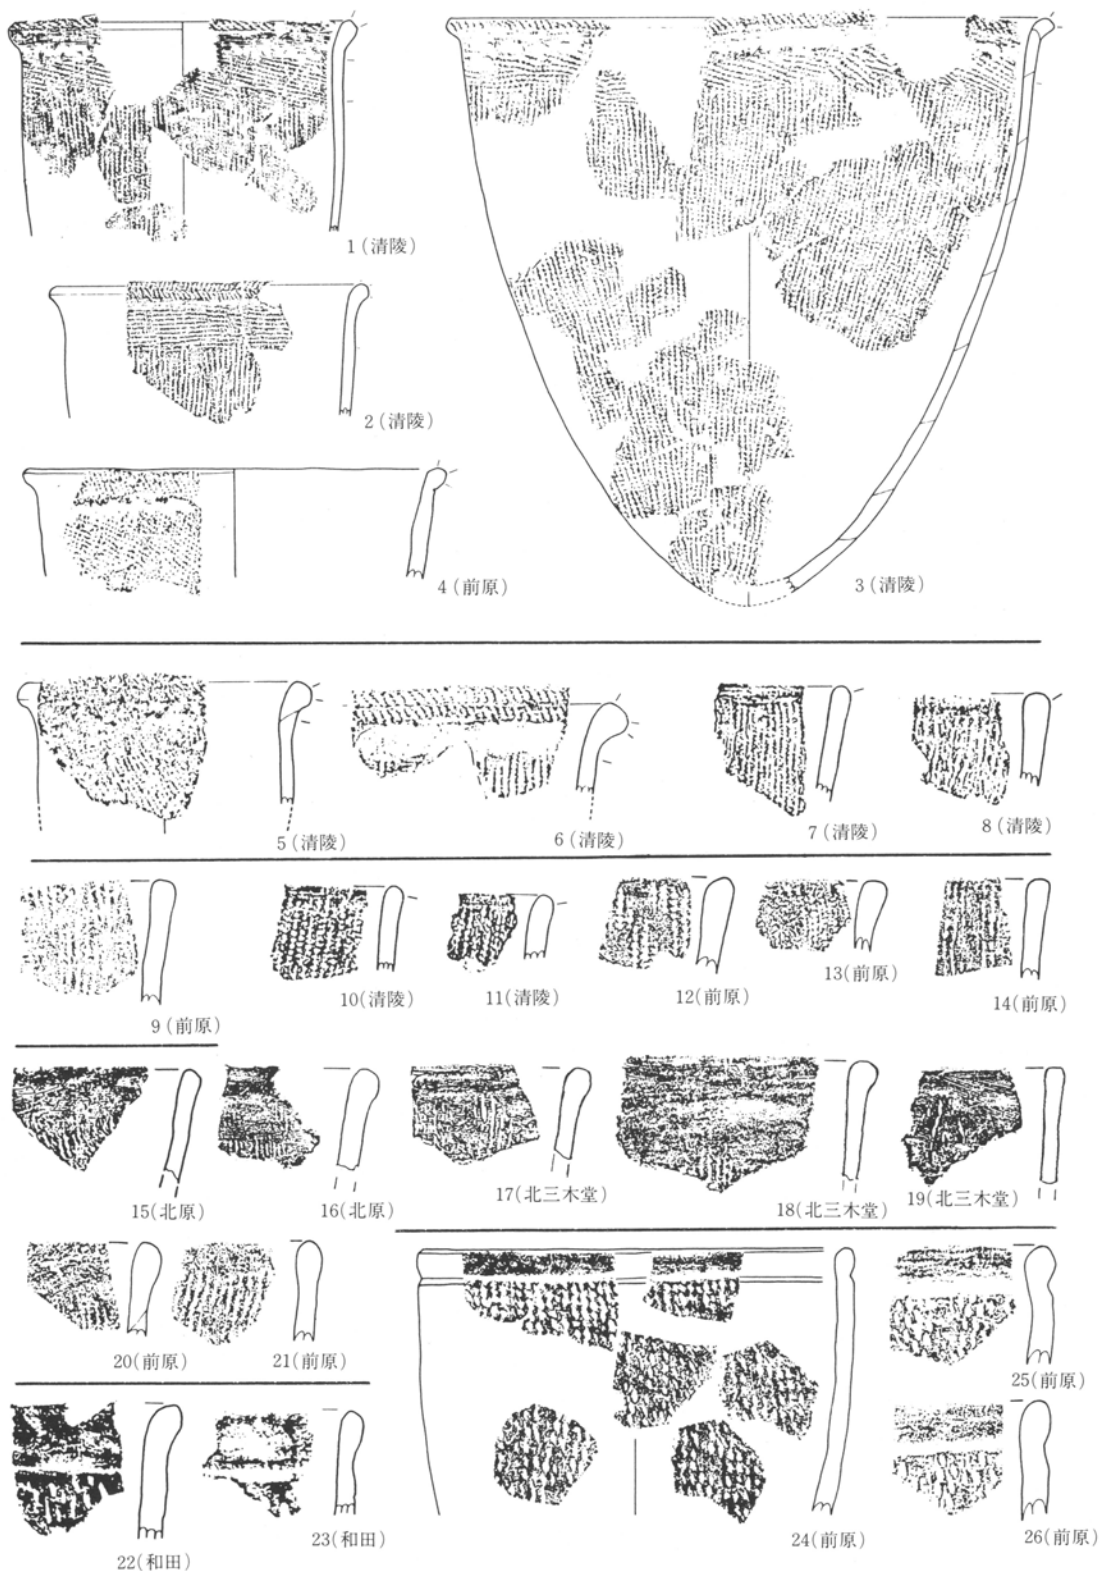 1(清陵)
2(清陵)
3(清陵)
4(前原)
5(清陵)
6(清陵)
7(清陵)
8(清陵)
9(前原)
10(清陵)
11(清陵)
12(前原)
13(前原)
14(前原)
15(北原)
16(北原)
17(北三木堂)
18(北三木堂)
19(北三木堂)
20(前原)
21(前原)
22(和田)
23(和田)
24(前原)
25(前原)
26(前原)